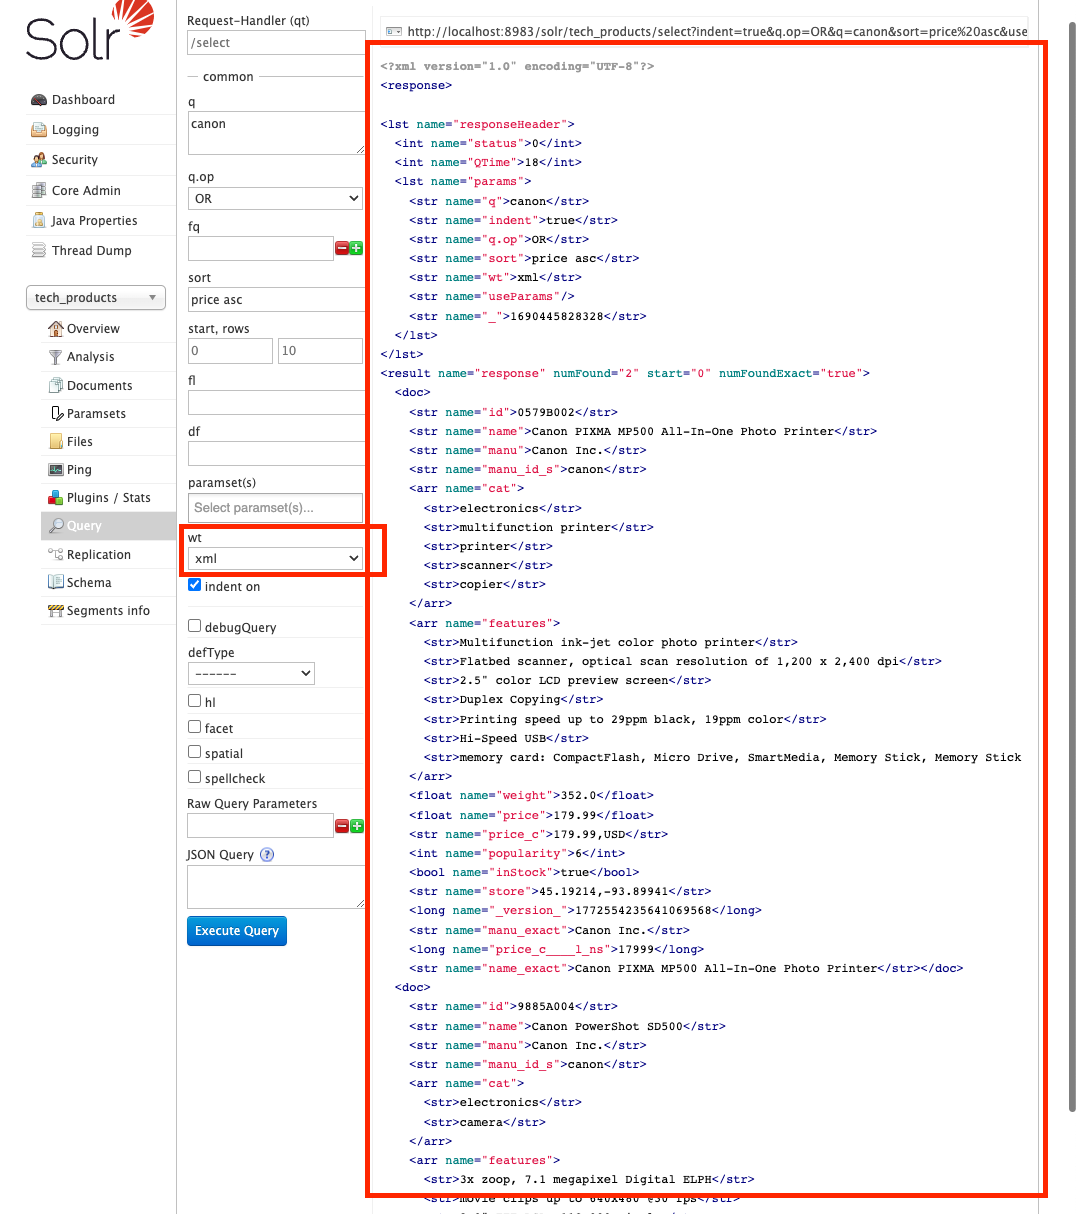 Solr
Dashboard
Logging
Security
Core Admin
Java Properties
Thread Dump
tech_products
Overview
Analysis
Documents
Paramsets
Files
Ping
Plugins / Stats
Query
Replication
Schema
Segments info
Request-Handler (qt)
/select
common
q
canon
q.op
OR
fq
sort
price asc
start, rows
0 10
fl
df
paramset(s)
Select paramset(s)...
wt
xml
indent on
debugQuery
defType
------
hl
facet
spatial
spellcheck
Raw Query Parameters
JSON Query ?
Execute Query
http://localhost:8983/solr/tech_products/select?indent=true&q.op=OR&q=canon&sort=price%20asc&use
<?xml version="1.0" encoding="UTF-8"?>
<response>
<lst name="responseHeader">
<int name="status">0</int>
<int name="QTime">18</int>
<lst name="params">
<str name="q">canon</str>
<str name="indent">true</str>
<str name="q.op">OR</str>
<str name="sort">price asc</str>
<str name="wt">xml</str>
<str name="useParams"/>
<str name="_">1690445828328</str>
</lst>
</lst>
<result name="response" numFound="2" start="0" numFoundExact="true">
<doc>
<str name="id">0579B002</str>
<str name="name">Canon PIXMA MP500 All-In-One Photo Printer</str>
<str name="manu">Canon Inc.</str>
<str name="manu_id_s">canon</str>
<arr name="cat">
<str>electronics</str>
<str>multifunction printer</str>
<str>printer</str>
<str>scanner</str>
<str>copier</str>
</arr>
<arr name="features">
<str>Multifunction ink-jet color photo printer</str>
<str>Flatbed scanner, optical scan resolution of 1,200 x 2,400 dpi</str>
<str>2.5" color LCD preview screen</str>
<str>Duplex Copying</str>
<str>Printing speed up to 29ppm black, 19ppm color</str>
<str>Hi-Speed USB</str>
<str>memory card: CompactFlash, Micro Drive, SmartMedia, Memory Stick, Memory Stick
</arr>
<float name="weight">352.0</float>
<float name="price">179.99</float>
<str name="price_c">179.99,USD</str>
<int name="popularity">6</int>
<bool name="inStock">true</bool>
<str name="store">45.19214,-93.89941</str>
<long name="_version_">1772554235641069568</long>
<str name="manu_exact">Canon Inc.</str>
<long name="price_c____l_ns">17999</long>
<str name="name_exact">Canon PIXMA MP500 All-In-One Photo Printer</str></doc>
<doc>
<str name="id">9885A004</str>
<str name="name">Canon PowerShot SD500</str>
<str name="manu">Canon Inc.</str>
<str name="manu_id_s">canon</str>
<arr name="cat">
<str>electronics</str>
<str>camera</str>
</arr>
<arr name="features">
<str>3x zoop, 7.1 megapixel Digital ELPH</str>
<str>movie clips up to 640x480 @30 fps</str>